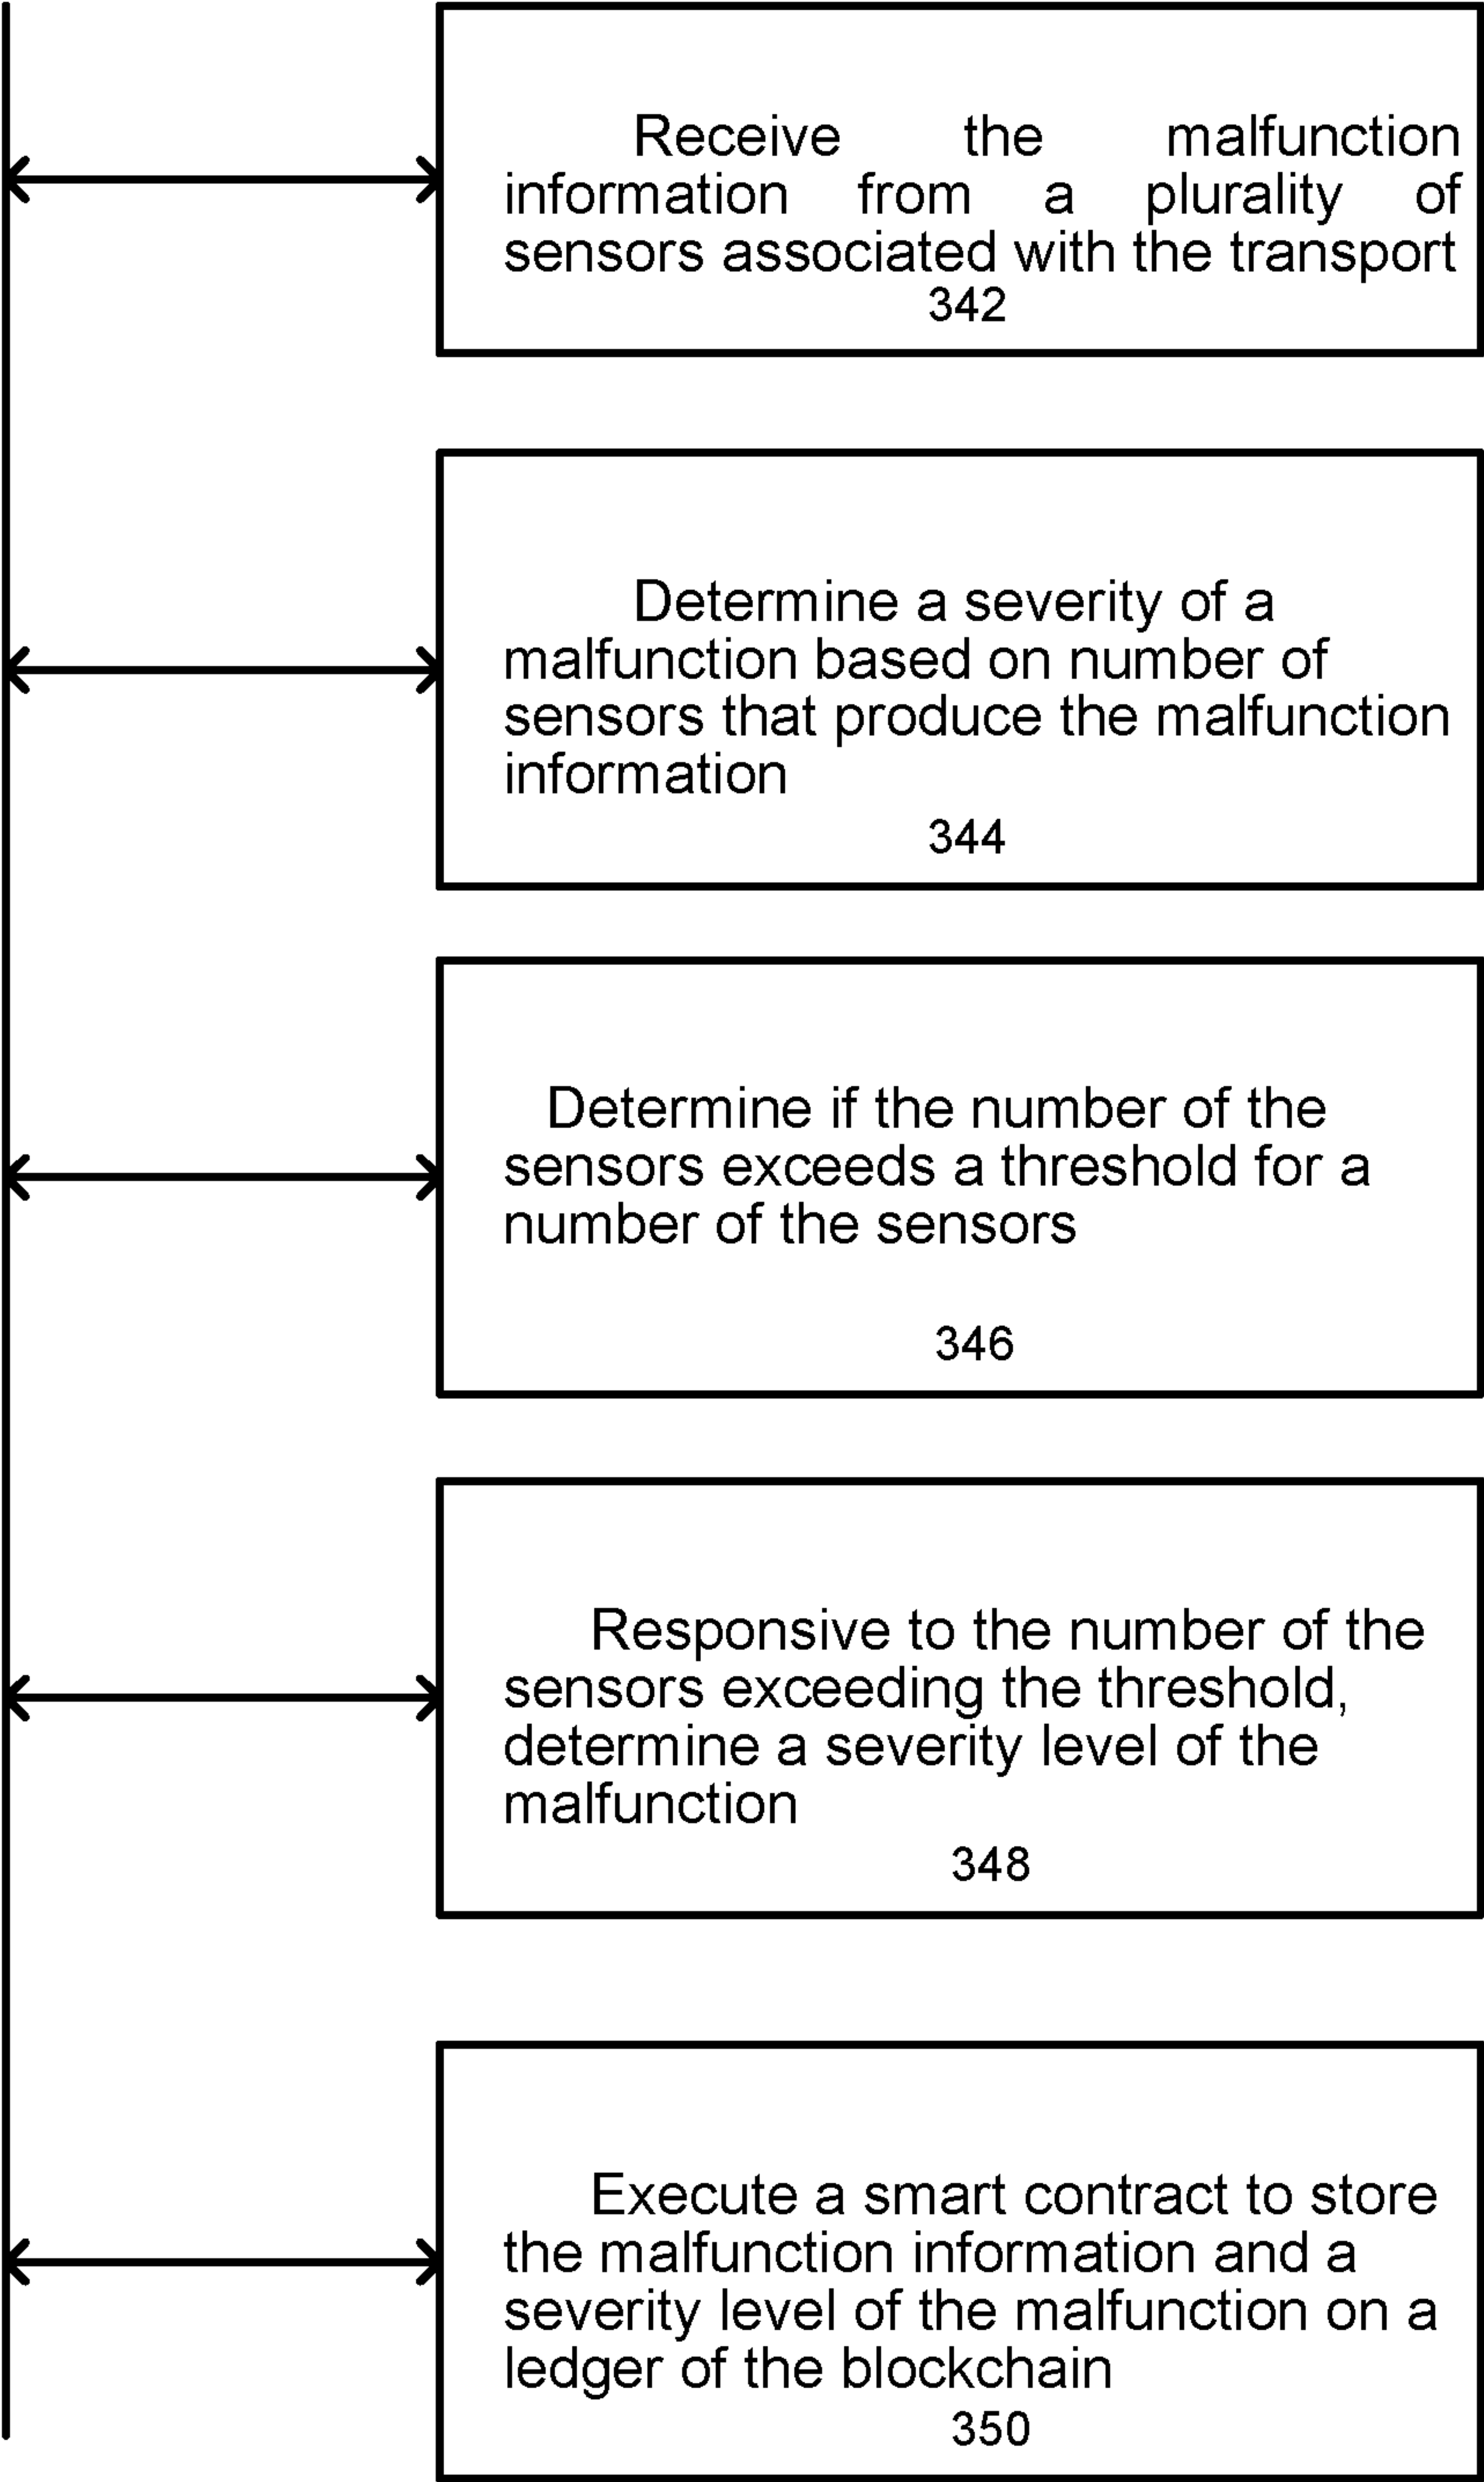 Receive the malfunction
information from a plurality of
sensors associated with the transport
342
Determine a severity of a
malfunction based on number of
sensors that produce the malfunction
information
344
Determine if the number of the
sensors exceeds a threshold for a
number of the sensors
346
Responsive to the number of the
sensors exceeding the threshold,
determine a severity level of the
malfunction
348
Execute a smart contract to store
the malfunction information and a
severity level of the malfunction on a
ledger of the blockchain
350